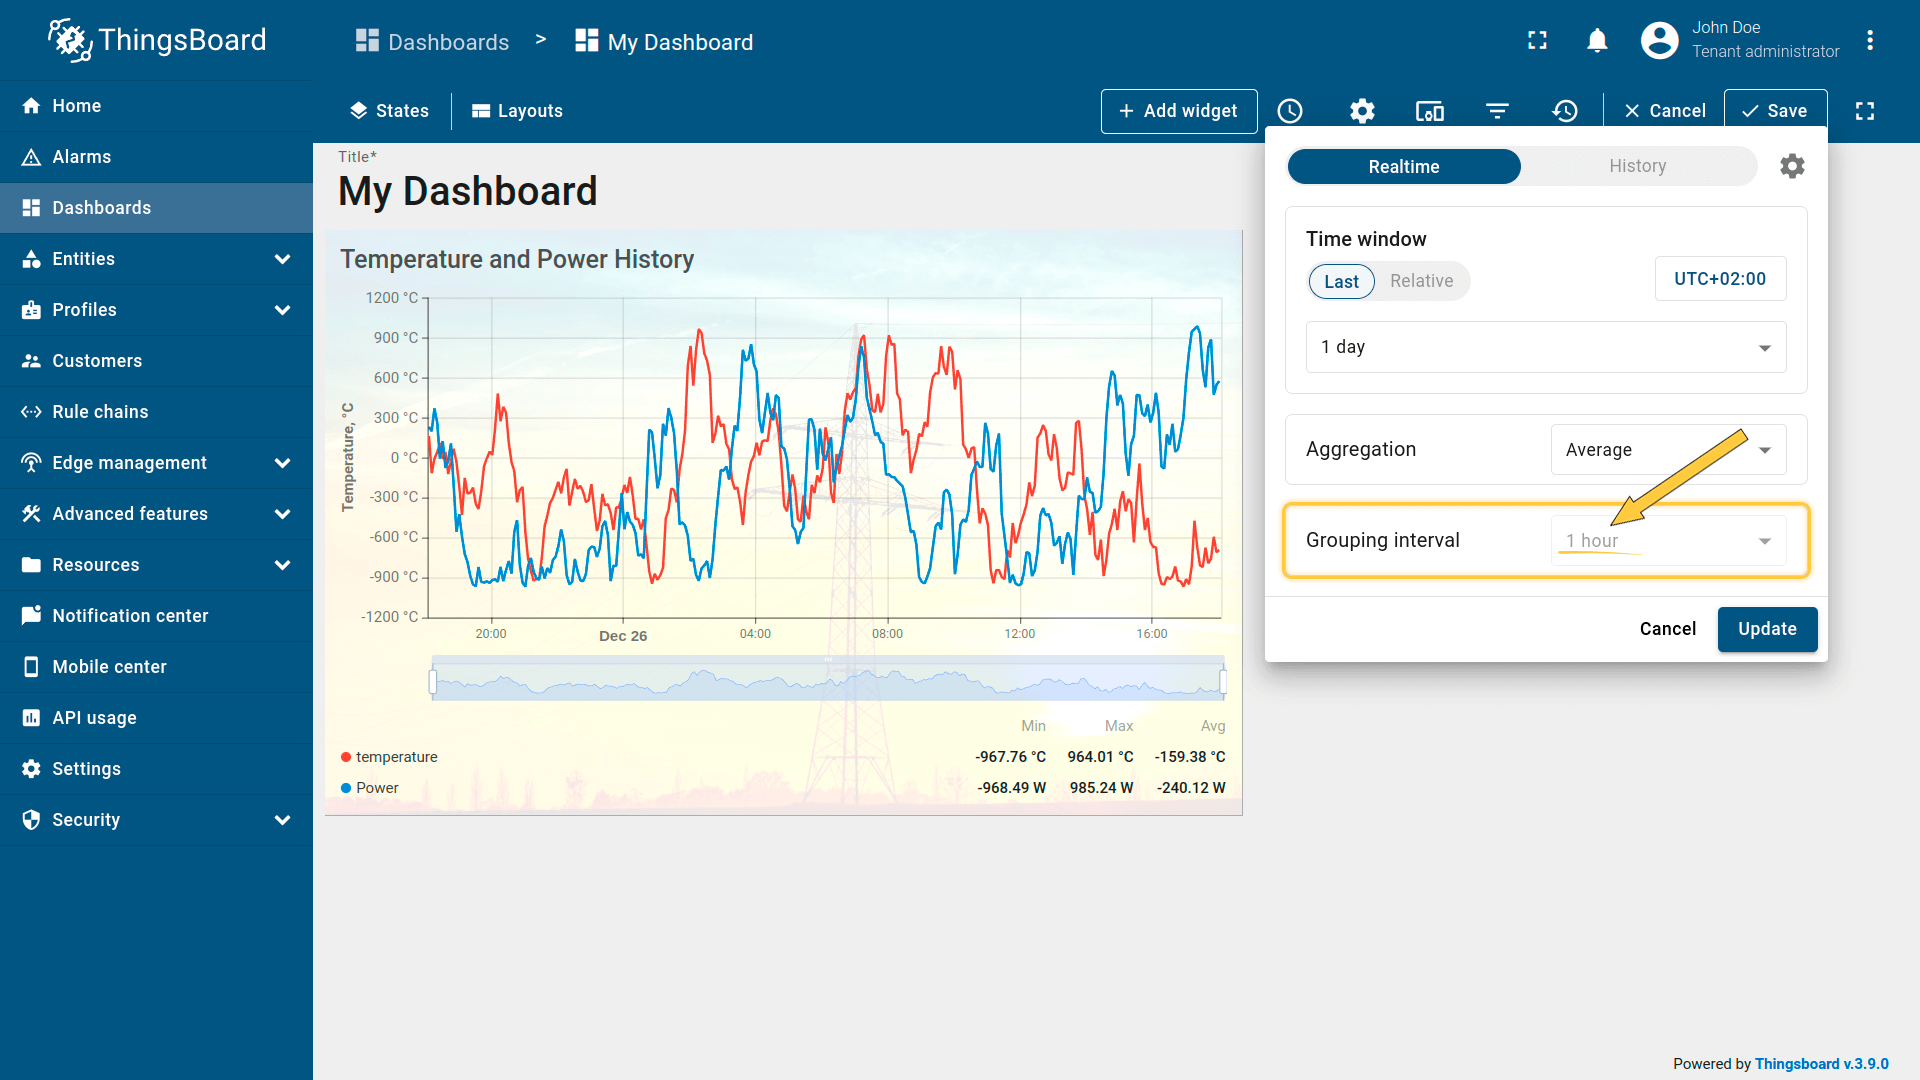 ThingsBoard
Dashboards > My Dashboard
John Doe
Tenant administrator
Home
Alarms
Dashboards
Entities
Profiles
Customers
Rule chains
Edge management
Advanced features
Resources
Notification center
Mobile center
API usage
Settings
Security
States
Layouts
+ Add widget
Cancel
Save
Title*
My Dashboard
Temperature and Power History
Temperature, °C
1200 °C
900 °C
600 °C
300 °C
0 °C
-300 °C
-600 °C
-900 °C
-1200 °C
20:00 Dec 26 04:00 08:00 12:00 16:00
Min Max Avg
temperature -967.76 °C 964.01 °C -159.38 °C
Power -968.49 W 985.24 W -240.12 W
Realtime History
Time window
Last Relative UTC+02:00
1 day
Aggregation Average
Grouping interval 1 hour
Cancel Update
Powered by Thingsboard v.3.9.0